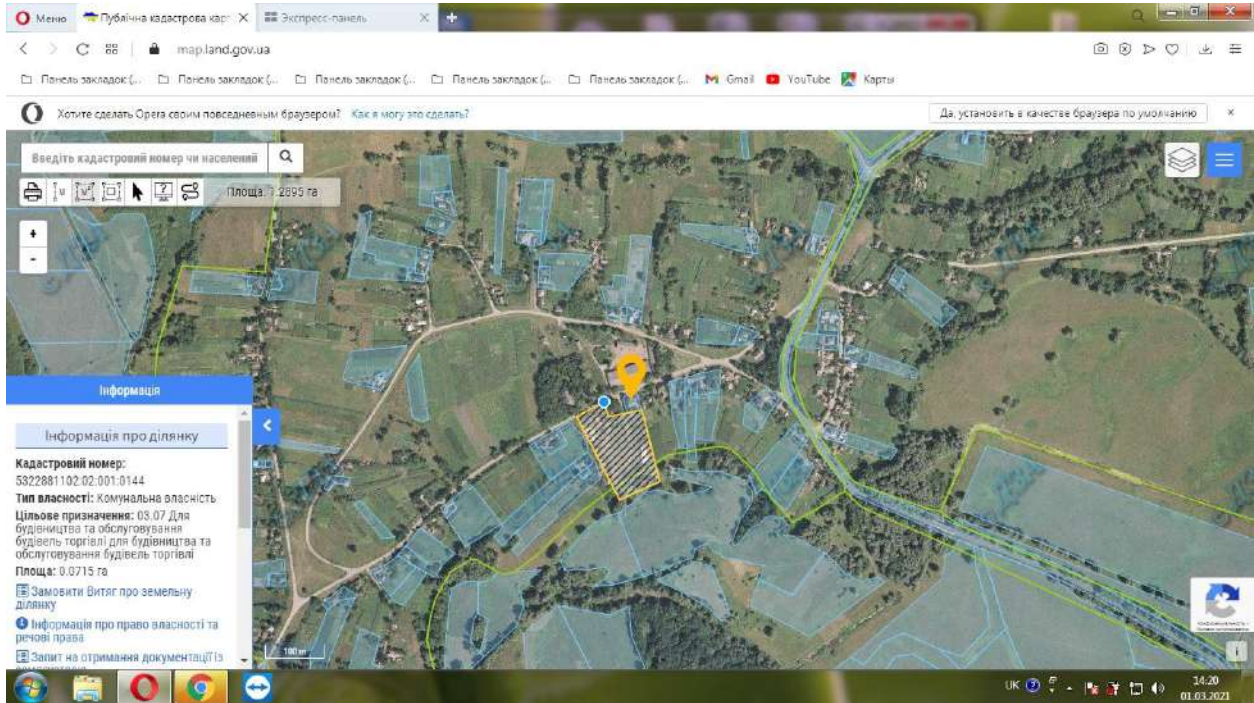 Меню
Публічна кадастрова кар
Экспресс-панель
map.land.gov.ua
Панель закладок (...
Панель закладок (...
Панель закладок (...
Панель закладок (...
Панель закладок (...
Gmail
YouTube
Карты
Хотите сделать Opera своим повседневным браузером? Как я могу это сделать?
Да, установить в качестве браузера по умолчанию
Введіть кадастровий номер чи населений
Площа: 1.2895 га
+
-
Інформація
Інформація про ділянку
Кадастровий номер:
5322881102:02:001:0144
Тип власності: Комунальна власність
Цільове призначення: 03.07 Для
будівництва та обслуговування
будівель торгівлі для будівництва та
обслуговування будівель торгівлі
Площа: 0.0715 га
Замовити Витяг про земельну
ділянку
Інформація про право власності та
речові права
Запит на отримання документації із
100 m
UK
14:20
01.03.2021